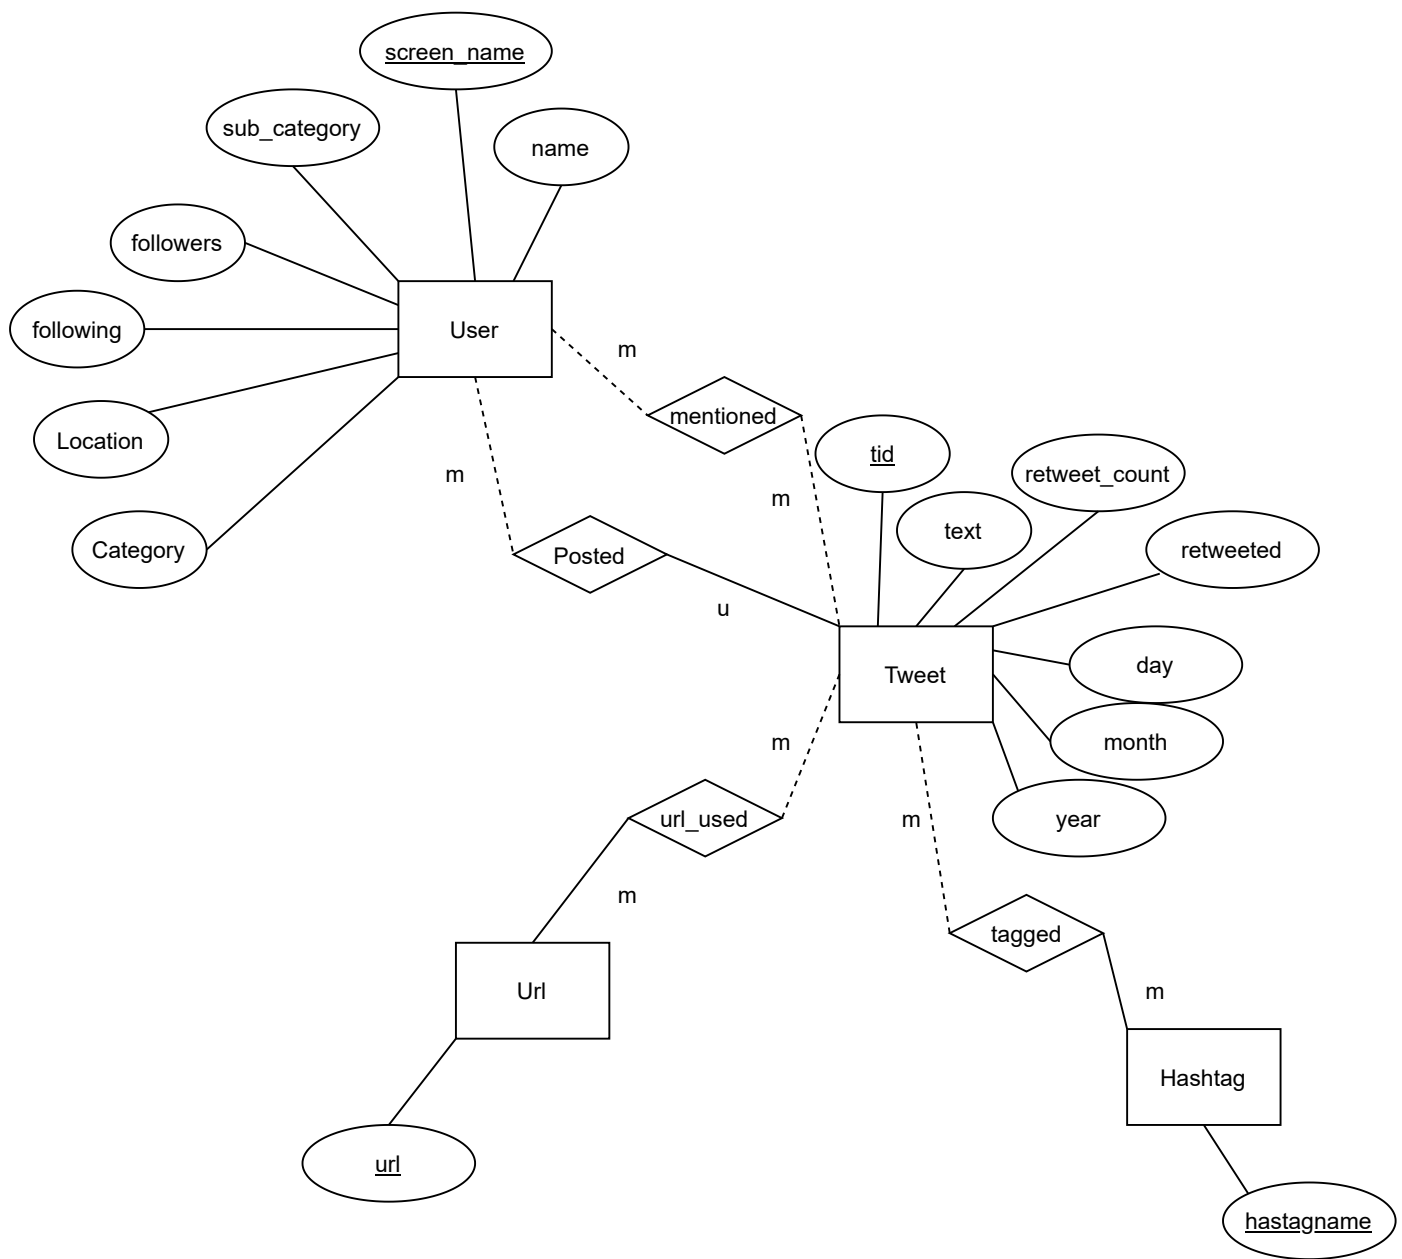 screen_name
sub_category
name
followers
following
User
m
mentioned
Location
tid
retweet_count
m
m
text
Category
Posted
retweeted
u
day
Tweet
m
month
url_used
m
year
m
tagged
Url
m
Hashtag
url
hastagname